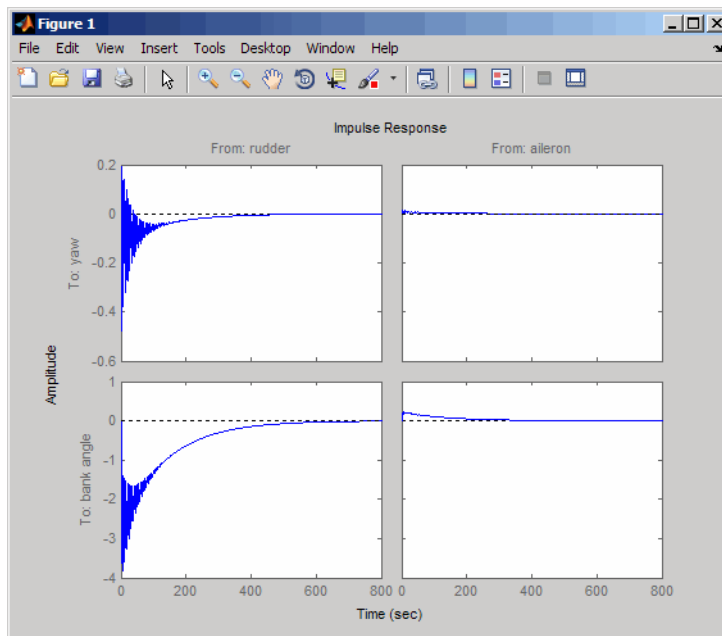 Figure 1
File Edit View Insert Tools Desktop Window Help
Impulse Response
From: rudder
From: aileron
Amplitude
To: yaw
0.2
0
-0.2
-0.4
-0.6
To: bank angle
1
0
-1
-2
-3
-4
0 200 400 600 800
0 200 400 600 800
Time (sec)